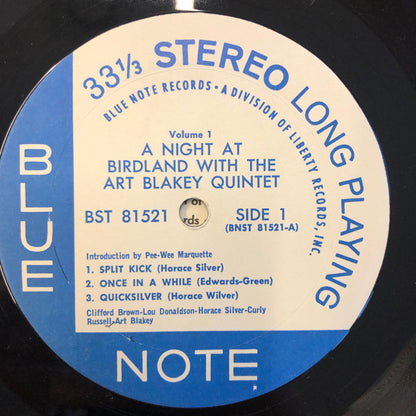 33⅓ STEREO LONG PLAYING
BLUE NOTE RECORDS • A DIVISION OF LIBERTY RECORDS, INC.
Volume 1
A NIGHT AT
BIRDLAND WITH THE
ART BLAKEY QUINTET
BST 81521
SIDE 1
(BNST 81521-A)
Introduction by Pee-Wee Marquette
1. SPLIT KICK (Horace Silver)
2. ONCE IN A WHILE (Edwards-Green)
3. QUICKSILVER (Horace Wilver)
Clifford Brown-Lou Donaldson-Horace Silver-Curly
Russell-Art Blakey
BLUE
NOTE